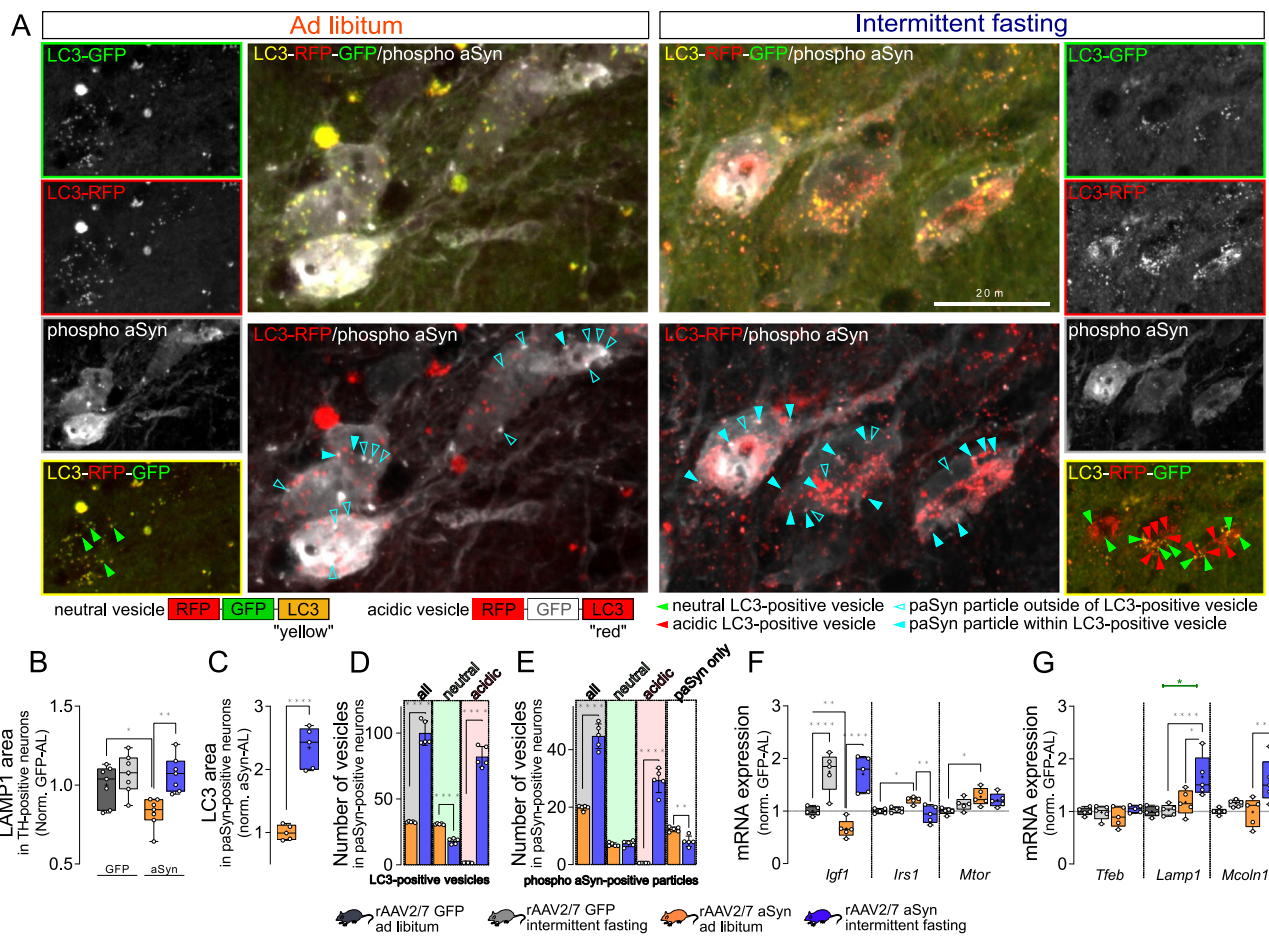 A
Ad libitum
Intermittent fasting
LC3-GFP
LC3-RFP-GFP/phospho aSyn
LC3-RFP-GFP/phospho aSyn
LC3-GFP
LC3-RFP
LC3-RFP
20 m
phospho aSyn
LC3-RFP/phospho aSyn
LC3-RFP/phospho aSyn
phospho aSyn
LC3-RFP-GFP
LC3-RFP-GFP
neutral vesicle RFP GFP LC3
"yellow"
acidic vesicle RFP GFP LC3
"red"
neutral LC3-positive vesicle
paSyn particle outside of LC3-positive vesicle
acidic LC3-positive vesicle
paSyn particle within LC3-positive vesicle
B
LAMP1 area
in TH-positive neurons
(Norm. GFP-AL)
1.5
1.0
0.5
*
**
GFP aSyn
C
LC3 area
in paSyn-positive neurons
(norm. aSyn-AL)
3
2
1
****
D
Number of vesicles
in paSyn-positive neurons
all
neutral
acidic
100
50
0
****
****
****
LC3-positive vesicles
E
Number of vesicles
in paSyn-positive neurons
all
neutral
acidic
paSyn only
40
20
0
****
****
**
phospho aSyn-positive particles
F
mRNA expression
(norm. GFP-AL)
3
2
1
0
**
****
****
****
*
**
*
Igf1 Irs1 Mtor
G
mRNA expression
(norm. GFP-AL)
3
2
1
0
*
****
*
**
Tfeb Lamp1 Mcoln1
rAAV2/7 GFP
ad libitum
rAAV2/7 GFP
intermittent fasting
rAAV2/7 aSyn
ad libitum
rAAV2/7 aSyn
intermittent fasting